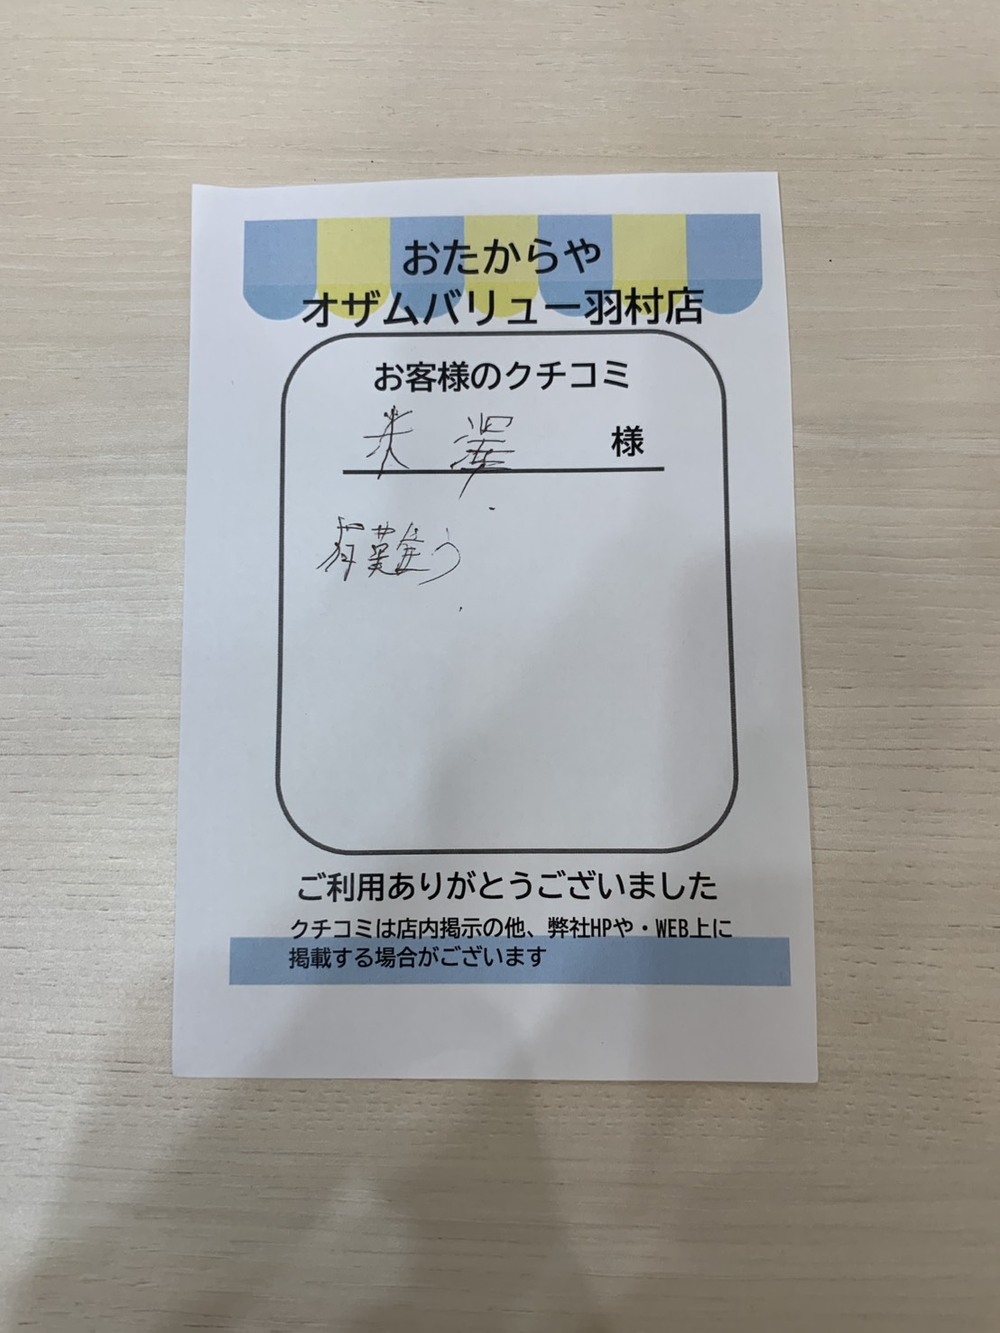 おたからや
オザムバリュー羽村店
お客様のクチコミ
米澤 様
有難う
ご利用ありがとうございました
クチコミは店内掲示の他、弊社HPや・WEB上に
掲載する場合がございます